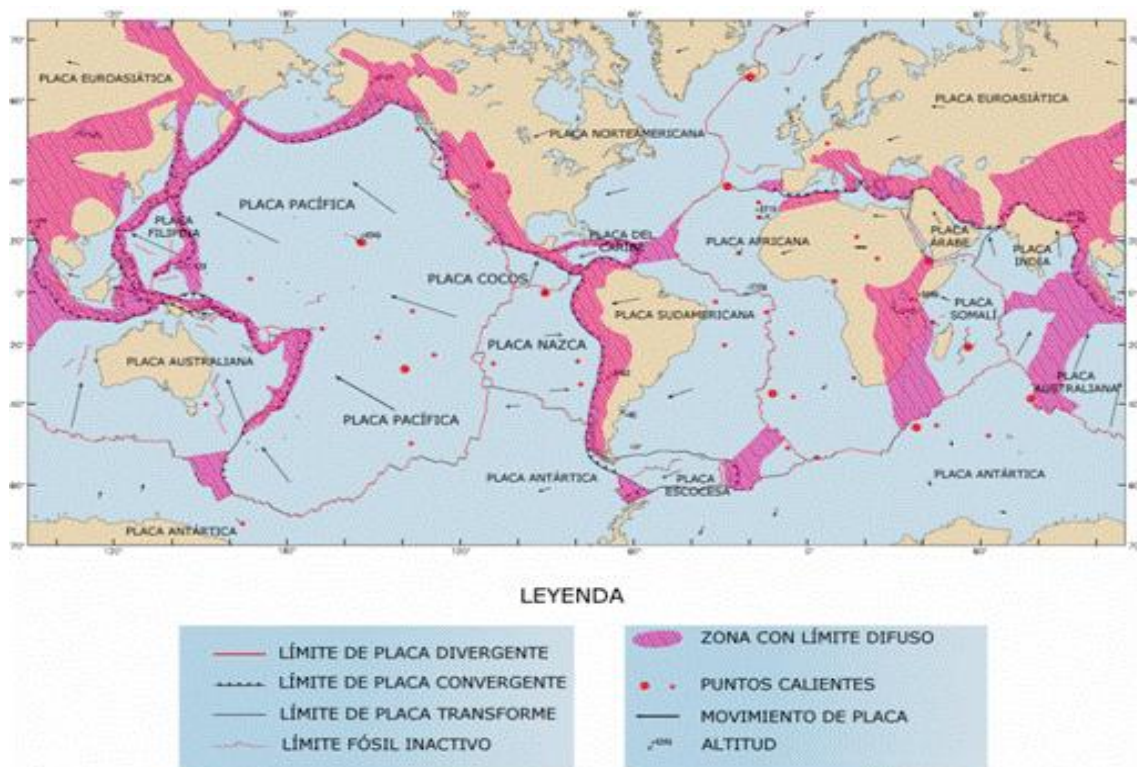 PLACA EUROASIÁTICA
PLACA NORTEAMERICANA
PLACA EUROASIÁTICA
PLACA PACÍFICA
PLACA
FILIPINA
PLACA DEL
CARIBE
PLACA AFRICANA
PLACA
ÁRABE
PLACA
INDIA
PLACA COCOS
PLACA
SOMALÍ
PLACA SUDAMERICANA
PLACA NAZCA
PLACA AUSTRALIANA
PLACA
AUSTRALIANA
PLACA PACÍFICA
PLACA ANTÁRTICA
PLACA
ESCOCESA
PLACA ANTÁRTICA
PLACA ANTÁRTICA
LEYENDA
LÍMITE DE PLACA DIVERGENTE
LÍMITE DE PLACA CONVERGENTE
LÍMITE DE PLACA TRANSFORME
LÍMITE FÓSIL INACTIVO
ZONA CON LÍMITE DIFUSO
PUNTOS CALIENTES
MOVIMIENTO DE PLACA
ALTITUD